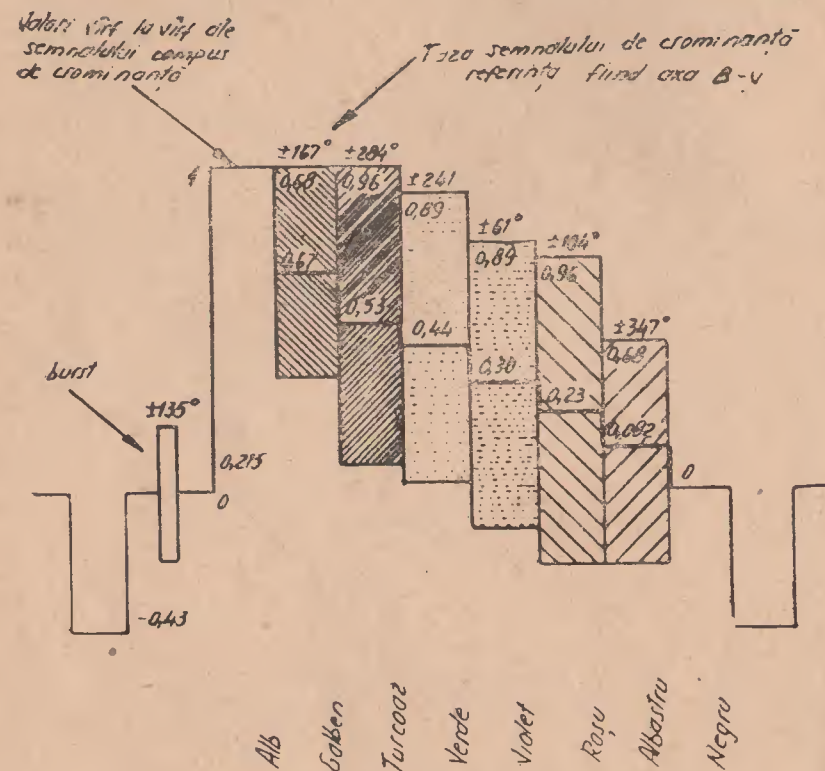 Valori vîrf la vîrf ale
semnalului compus
de crominanță
Faza semnalului de crominanță
referința fiind axa B-Y
±167° ±284°
1 0,68 0,96 ±241
0,89
±61°
0,89
±104°
0,96
0,67
0,534
0,44
±347°
0,68
0,30
0,23
0,092
burst
±135°
0,215
0
0
-0,43
Alb
Galben
Turcoaz
Verde
Violet
Roșu
Albastru
Negru